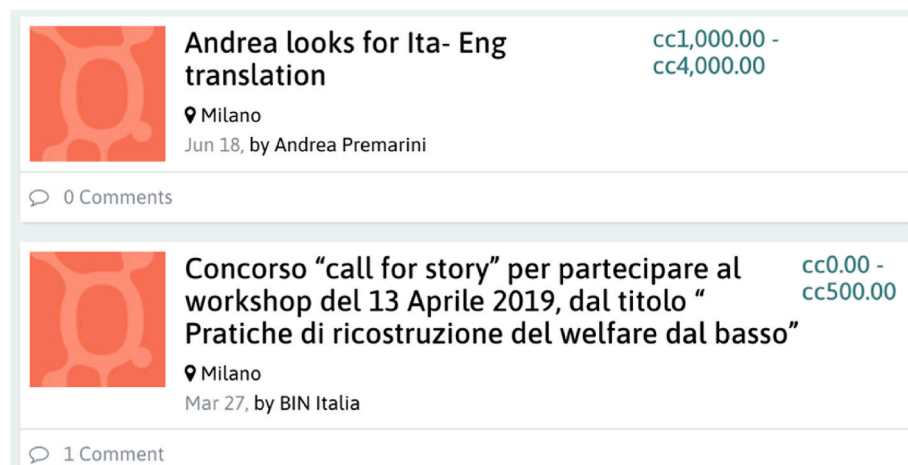 Andrea looks for Ita- Eng
translation
cc1,000.00 -
cc4,000.00
Milano
Jun 18, by Andrea Premarini
0 Comments
Concorso “call for story” per partecipare al
workshop del 13 Aprile 2019, dal titolo “
Pratiche di ricostruzione del welfare dal basso”
cc0.00 -
cc500.00
Milano
Mar 27, by BIN Italia
1 Comment